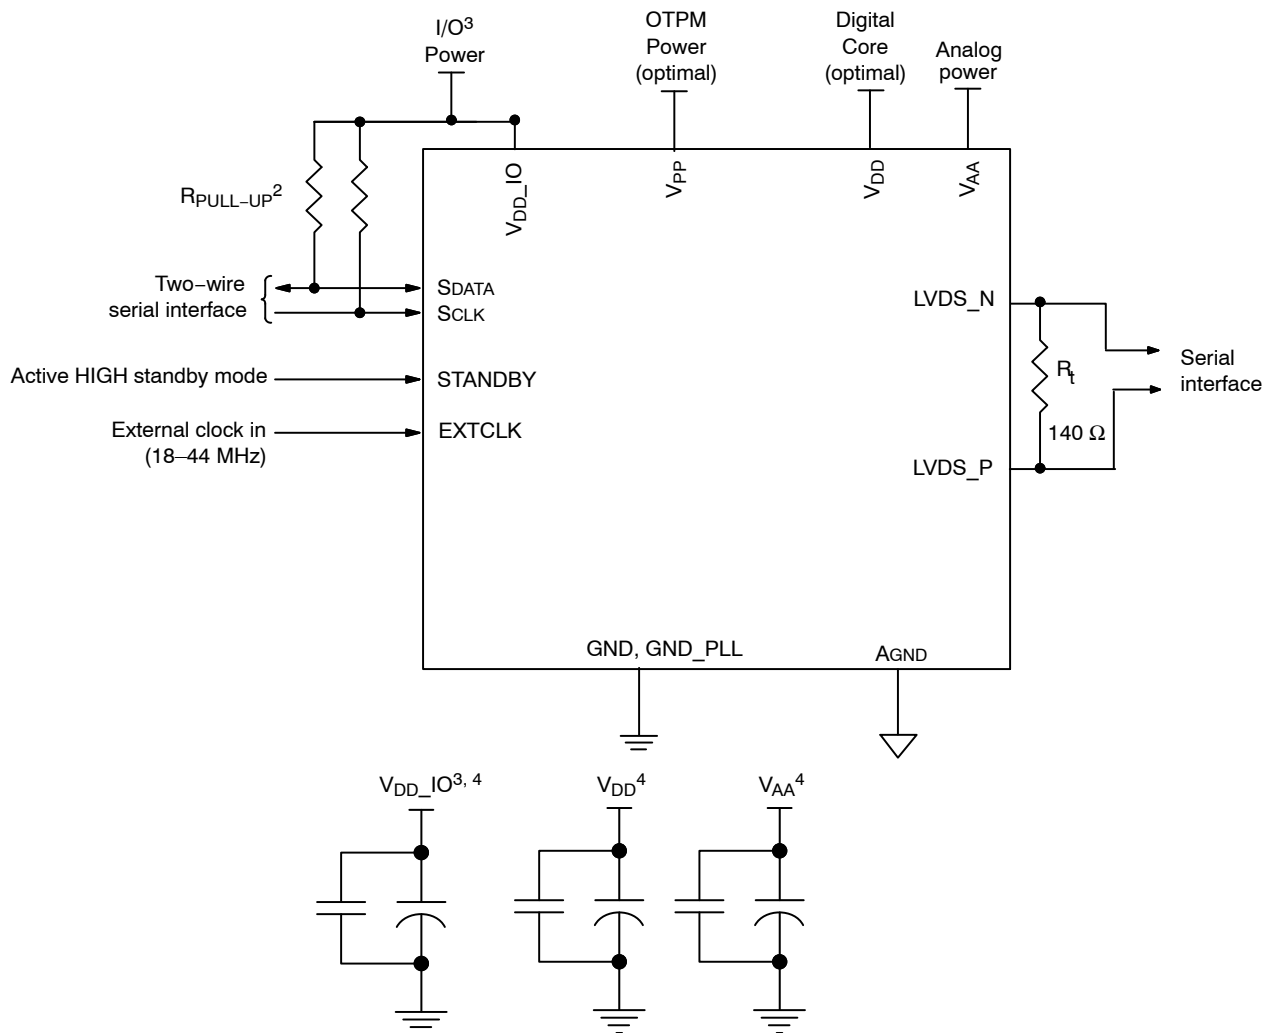 I/O³
Power
OTPM
Power
(optimal)
Digital
Core
(optimal)
Analog
power
RPULL−UP²
VDD_IO
VPP
VDD
VAA
Two−wire
serial interface
SDATA
SCLK
Active HIGH standby mode
STANDBY
External clock in
(18−44 MHz)
EXTCLK
LVDS_N
Rt
140 Ω
LVDS_P
Serial
interface
GND, GND_PLL
AGND
VDD_IO³, ⁴
VDD⁴
VAA⁴